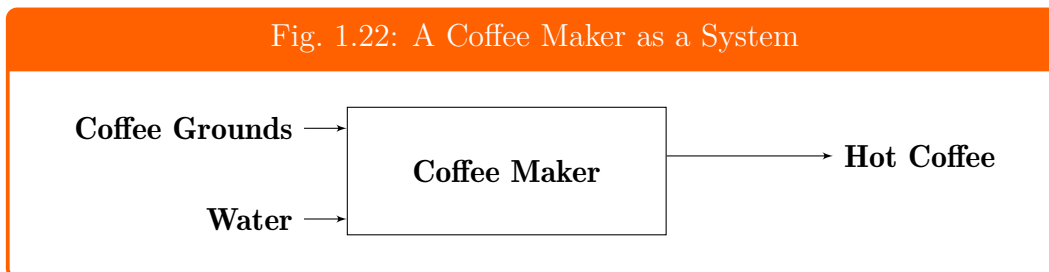 Fig. 1.22: A Coffee Maker as a System
Coffee Grounds
Coffee Maker
Hot Coffee
Water